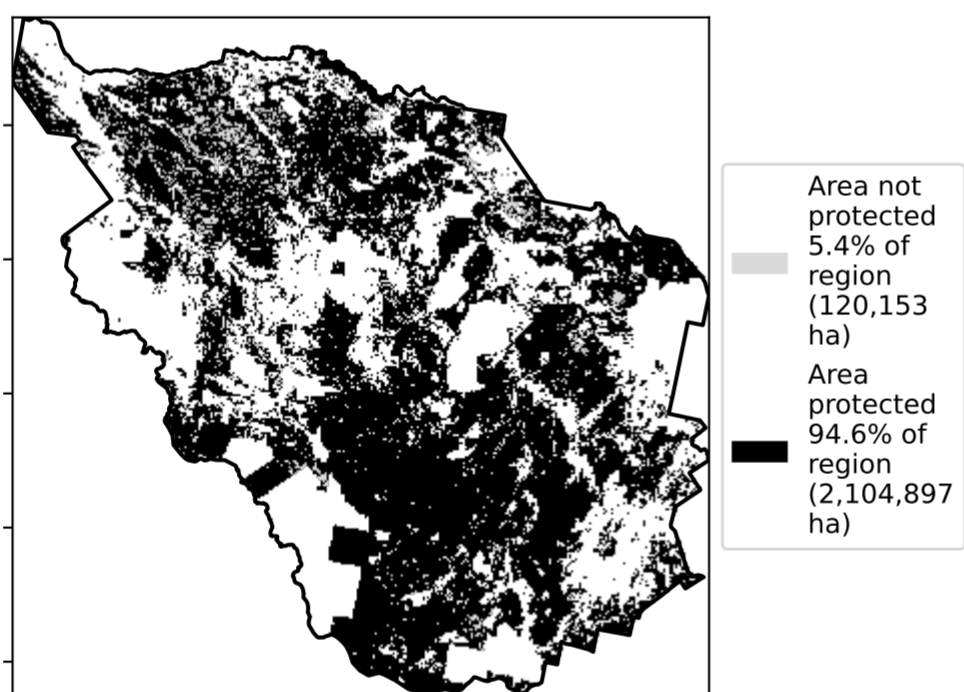 Area not
protected
5.4% of
region
(120,153
ha)
Area
protected
94.6% of
region
(2,104,897
ha)